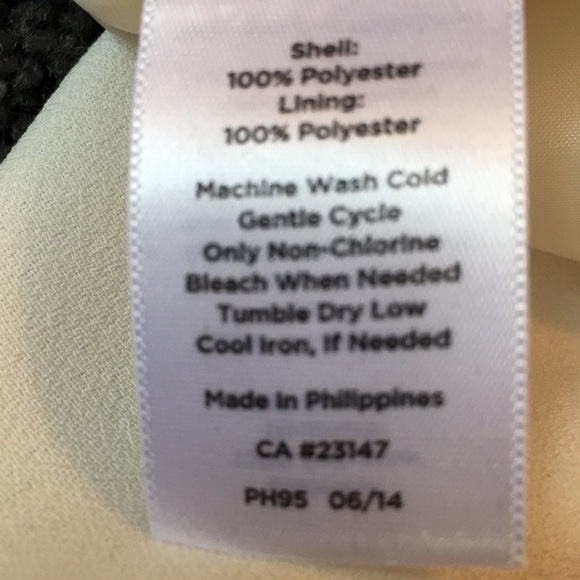 Shell:
100% Polyester
Lining:
100% Polyester
Machine Wash Cold
Gentle Cycle
Only Non-Chlorine
Bleach When Needed
Tumble Dry Low
Cool Iron, If Needed
Made in Philippines
CA #23147
PH95 06/14